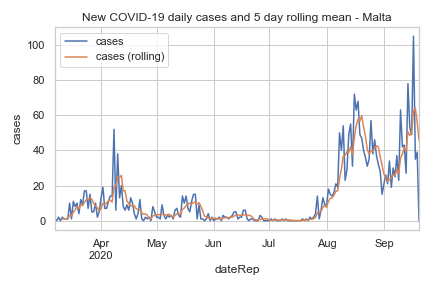 New COVID-19 daily cases and 5 day rolling mean - Malta
cases
cases (rolling)
100
80
60
40
20
0
cases
Apr
2020
May
Jun
Jul
Aug
Sep
dateRep